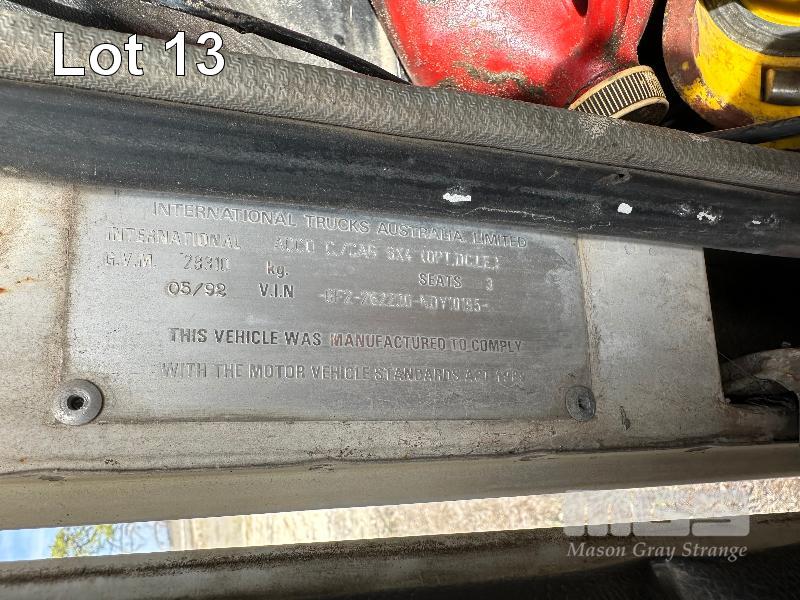 Lot 13
INTERNATIONAL TRUCKS AUSTRALIA LIMITED
INTERNATIONAL ACCO C./CAB 6X4
G.V.M. 28310 kg. SEATS 3
05/92 V.I.N
THIS VEHICLE WAS MANUFACTURED TO COMPLY
WITH THE MOTOR VEHICLE STANDARDS ACT
MGS
Mason Gray Strange